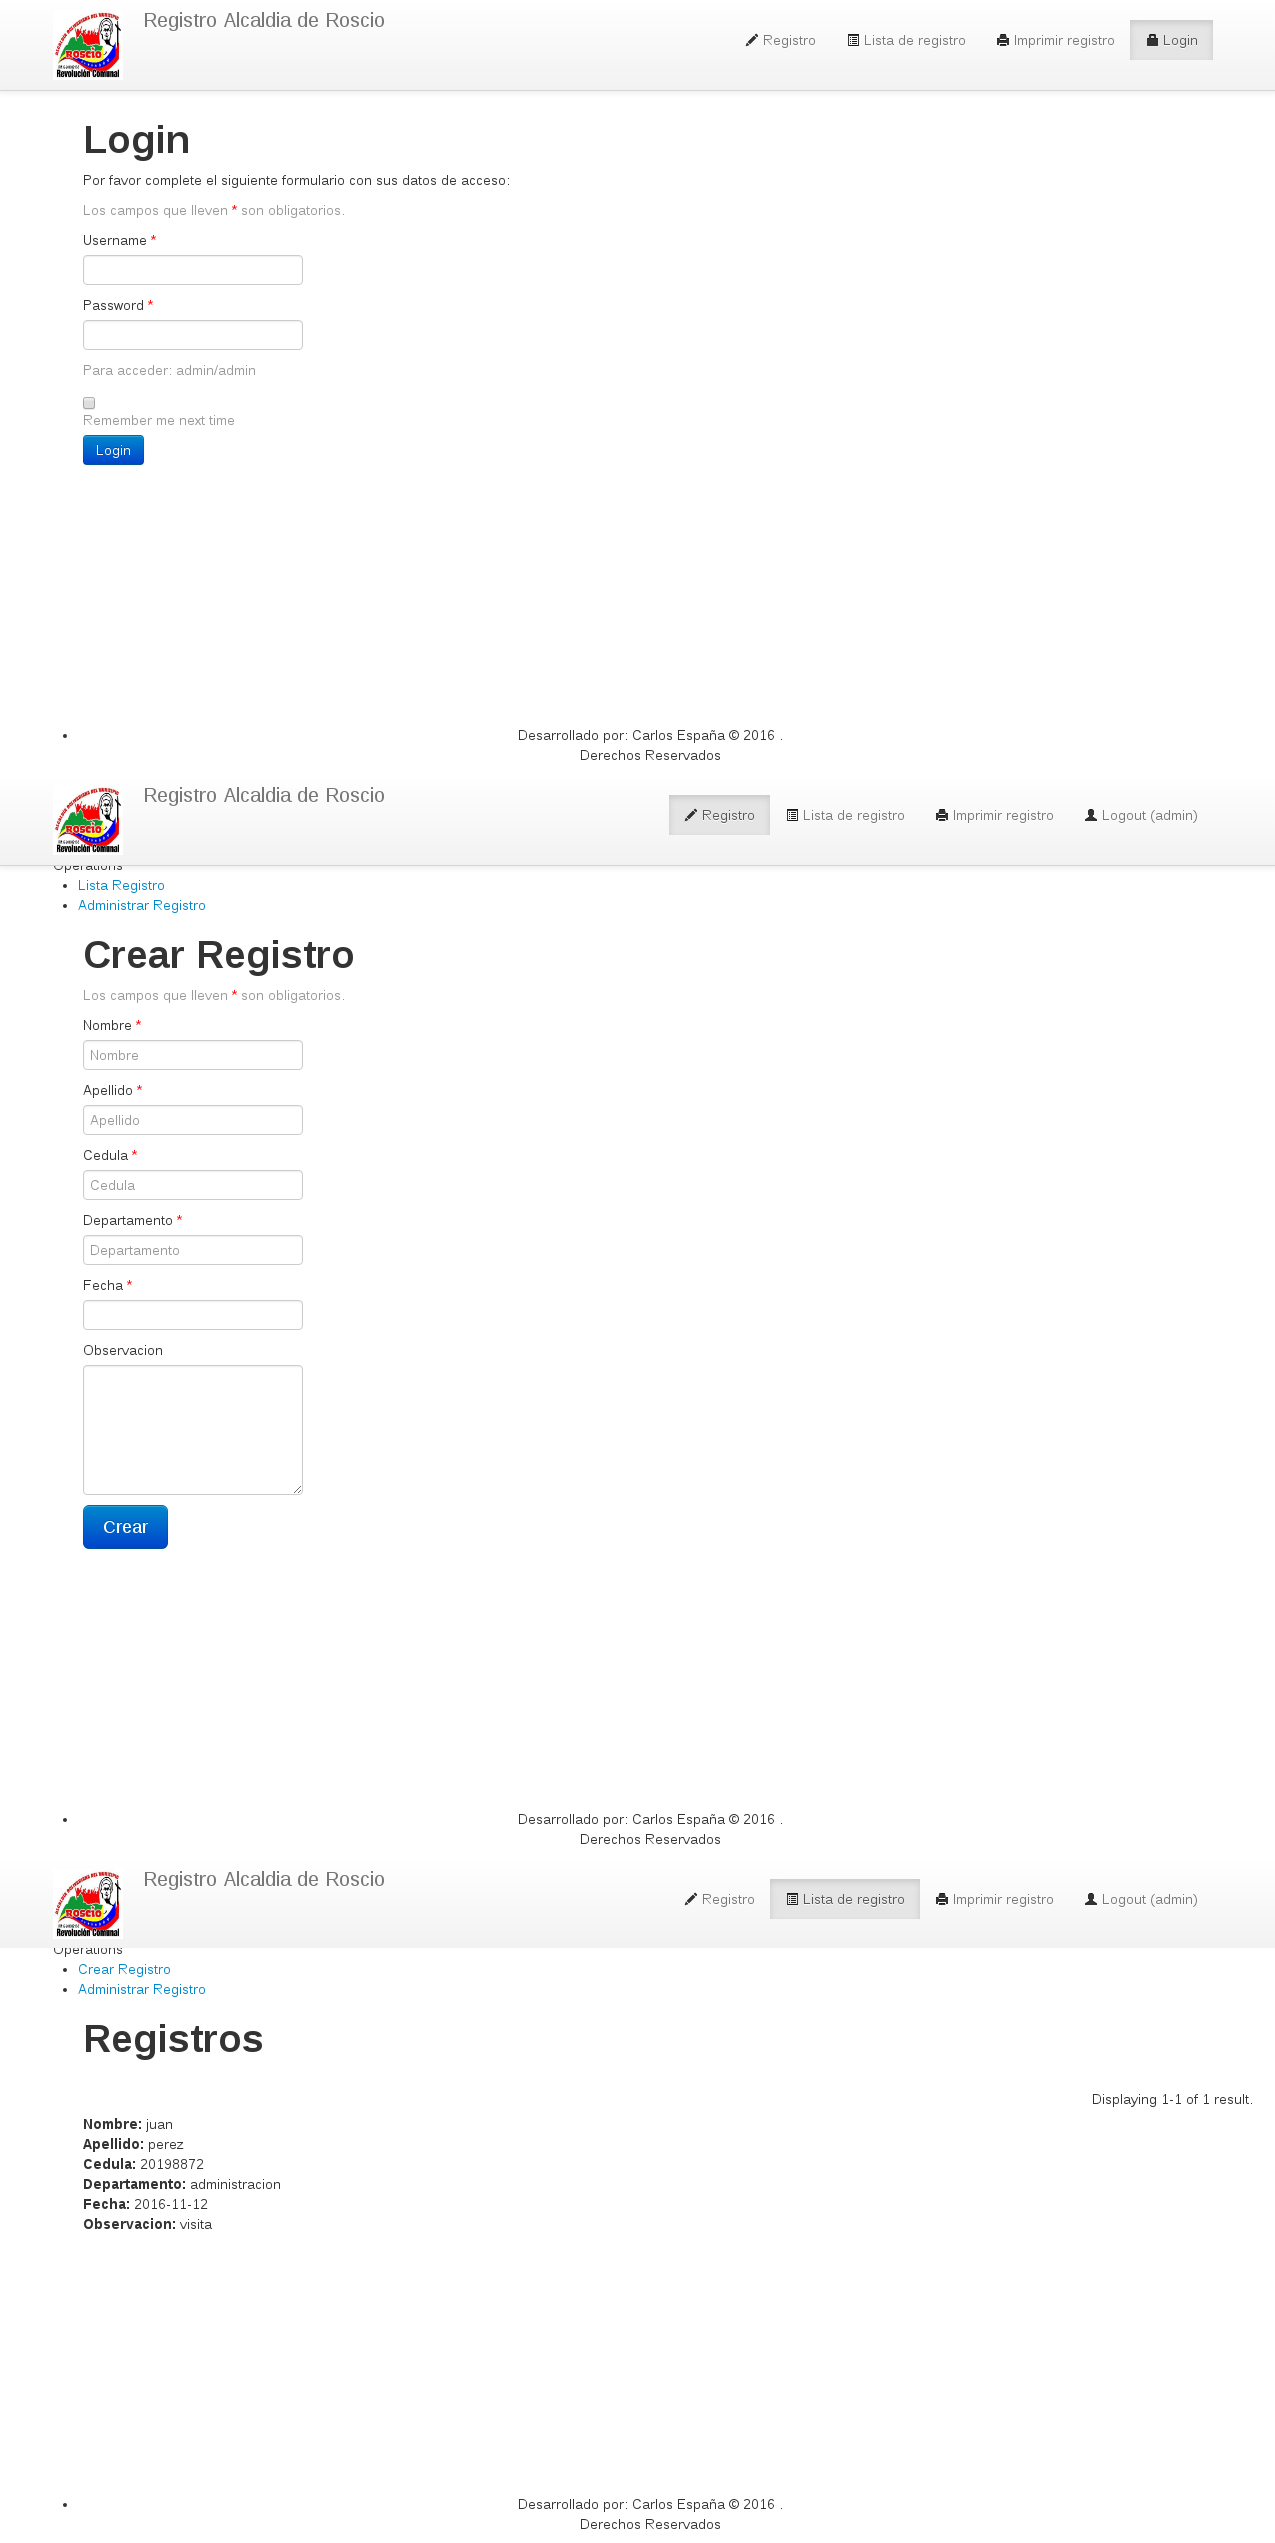 Registro Alcaldia de Roscio
Registro
Lista de registro
Imprimir registro
Login
ROSCIO
Revolución Comunal
Login
Por favor complete el siguiente formulario con sus datos de acceso:
Los campos que lleven * son obligatorios.
Username *
Password *
Para acceder: admin/admin
Remember me next time
Login
Desarrollado por: Carlos España © 2016 .
Derechos Reservados
Registro Alcaldia de Roscio
Registro
Lista de registro
Imprimir registro
Logout (admin)
ROSCIO
Revolución Comunal
Operations
Lista Registro
Administrar Registro
Crear Registro
Los campos que lleven * son obligatorios.
Nombre *
Nombre
Apellido *
Apellido
Cedula *
Cedula
Departamento *
Departamento
Fecha *
Observacion
Crear
Desarrollado por: Carlos España © 2016 .
Derechos Reservados
Registro Alcaldia de Roscio
Registro
Lista de registro
Imprimir registro
Logout (admin)
ROSCIO
Revolución Comunal
Operations
Crear Registro
Administrar Registro
Registros
Displaying 1-1 of 1 result.
Nombre: juan
Apellido: perez
Cedula: 20198872
Departamento: administracion
Fecha: 2016-11-12
Observacion: visita
Desarrollado por: Carlos España © 2016 .
Derechos Reservados